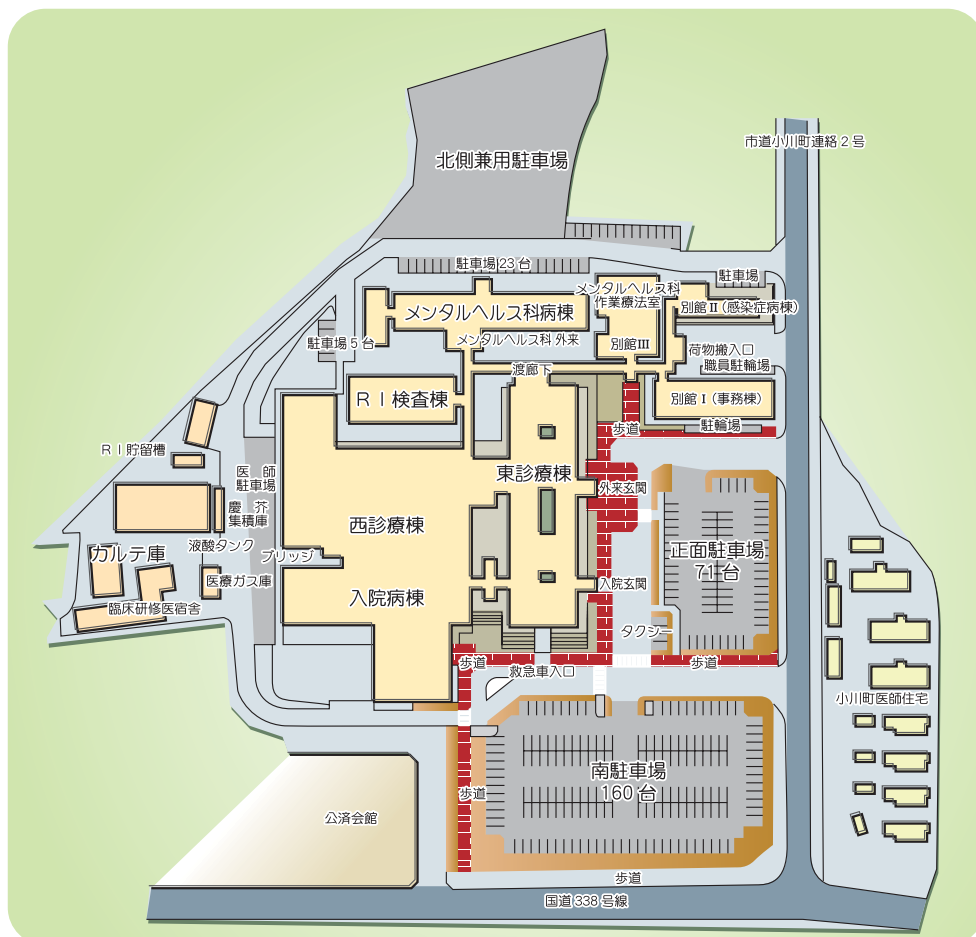 市道小川町連絡2号
北側兼用駐車場
駐車場23台
駐車場
メンタルヘルス科
作業療法室
別館Ⅱ(感染症病棟)
メンタルヘルス科病棟
メンタルヘルス科 外来
駐車場5台
別館Ⅲ
荷物搬入口
職員駐輪場
渡廊下
RI検査棟
別館Ⅰ(事務棟)
駐輪場
歩道
RI貯留槽
医師
駐車場
東診療棟
外来玄関
慶芥
集積庫
西診療棟
液酸タンク
ブリッジ
カルテ庫
正面駐車場
71台
医療ガス庫
入院病棟
入院玄関
臨床研修医宿舎
タクシー
歩道
救急車入口
歩道
小川町医師住宅
南駐車場
160台
歩道
公済会館
歩道
国道338号線